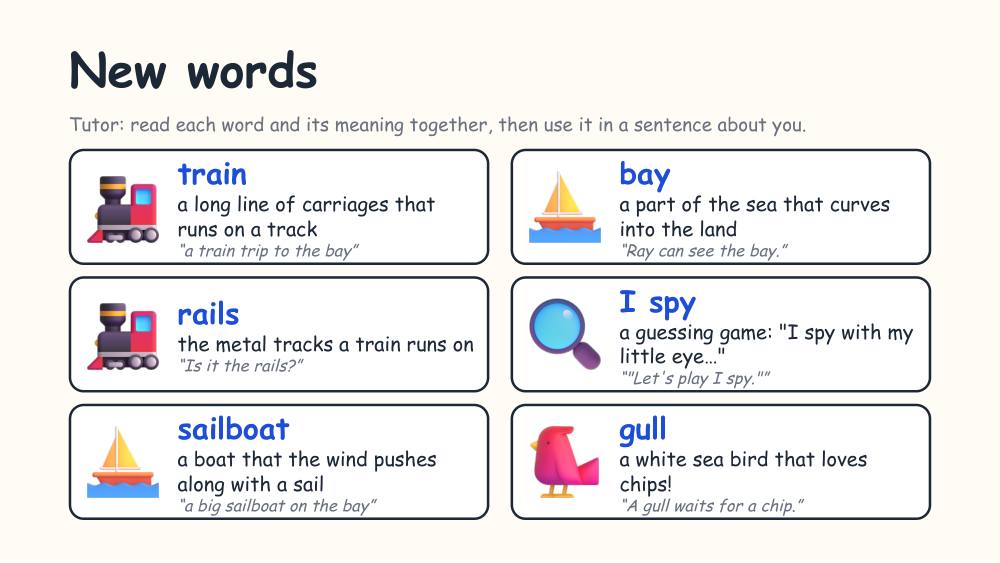 New words
Tutor: read each word and its meaning together, then use it in a sentence about you.
train
a long line of carriages that
runs on a track
“a train trip to the bay”
bay
a part of the sea that curves
into the land
“Ray can see the bay.”
rails
the metal tracks a train runs on
“Is it the rails?”
I spy
a guessing game: "I spy with my
little eye…"
“"Let's play I spy."”
sailboat
a boat that the wind pushes
along with a sail
“a big sailboat on the bay”
gull
a white sea bird that loves
chips!
“A gull waits for a chip.”